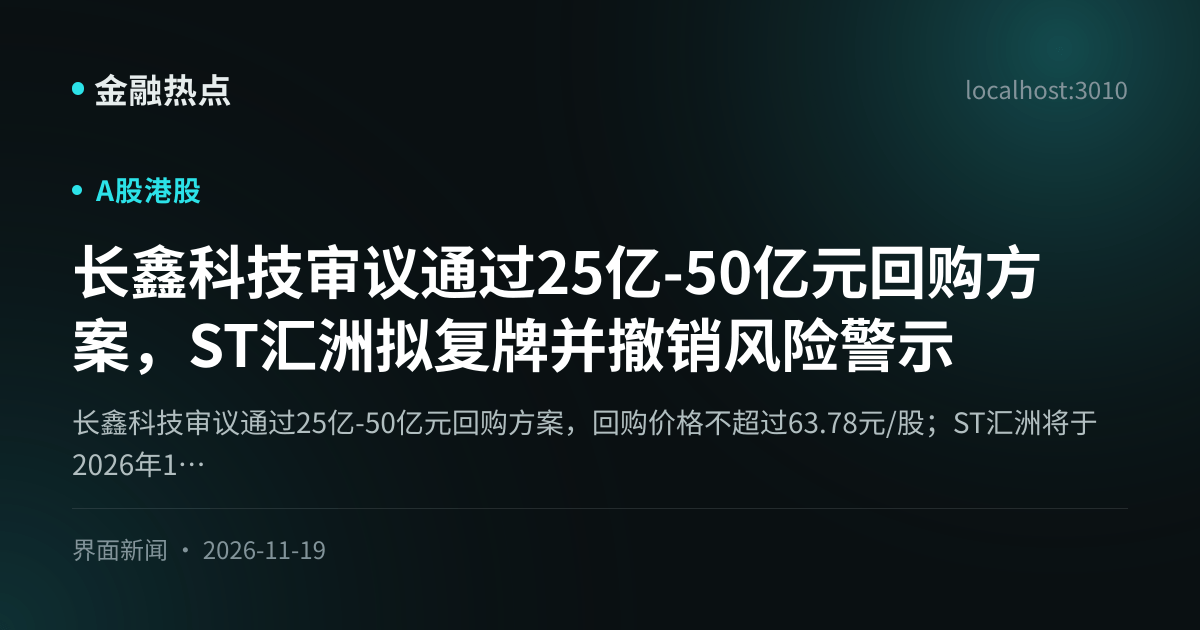 金融热点
localhost:3010
A股港股
长鑫科技审议通过25亿-50亿元回购方
案，ST汇洲拟复牌并撤销风险警示
长鑫科技审议通过25亿-50亿元回购方案，回购价格不超过63.78元/股；ST汇洲将于
2026年1…
界面新闻 · 2026-11-19